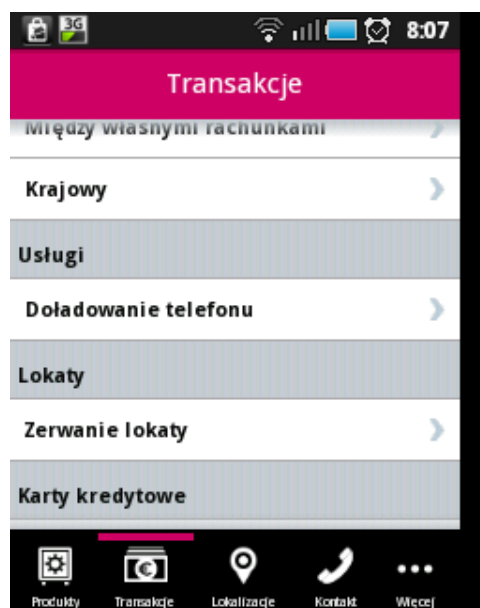 3G
8:07
Transakcje
Między własnymi rachunkami
Krajowy
Usługi
Doładowanie telefonu
Lokaty
Zerwanie lokaty
Karty kredytowe
Produkty Transakcje Lokalizacje Kontakt Więcej